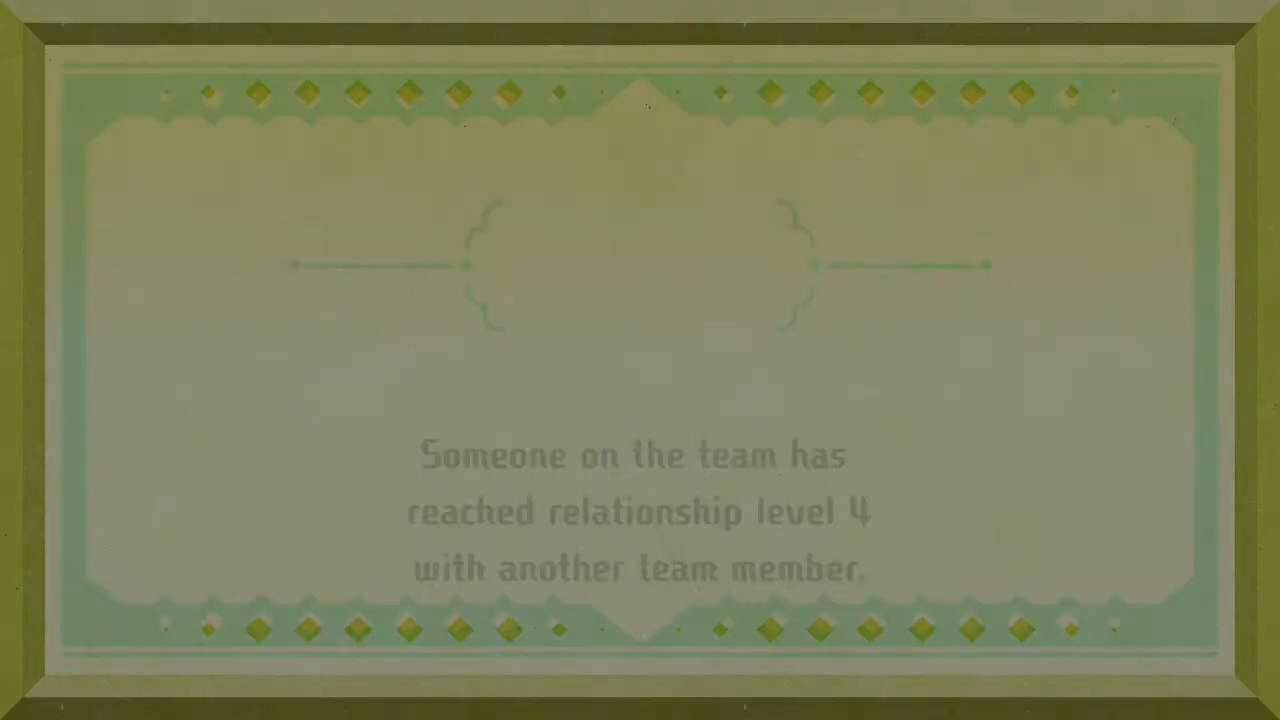 Someone on the team has
reached relationship level 4
with another team member.